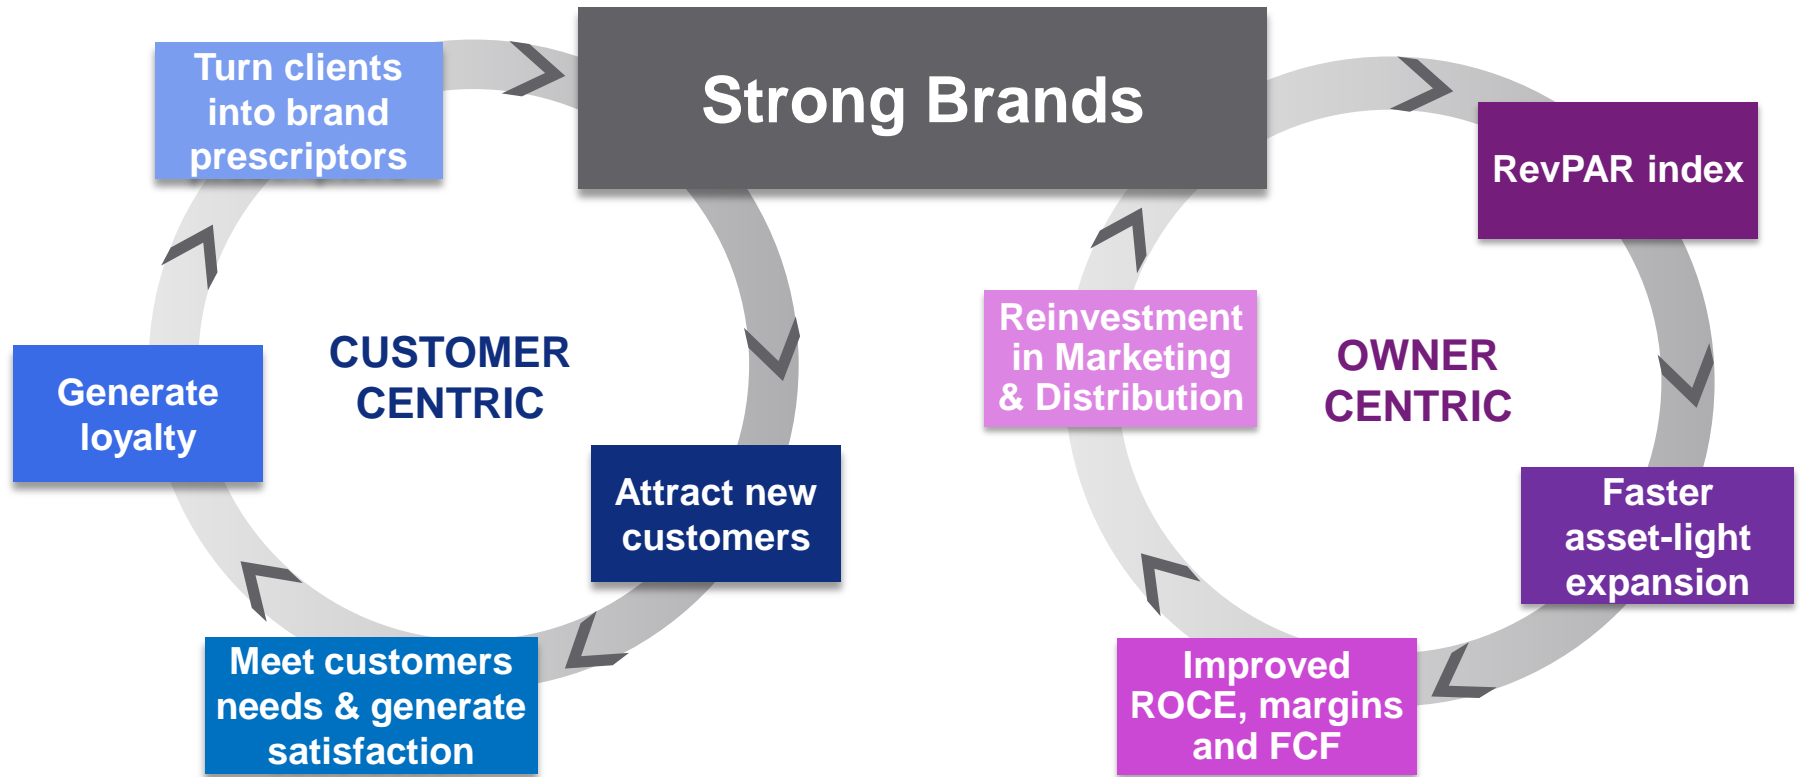 Strong Brands
Turn clients
into brand
prescriptors
Generate
loyalty
CUSTOMER
CENTRIC
Attract new
customers
Meet customers
needs & generate
satisfaction
RevPAR index
Reinvestment
in Marketing
& Distribution
OWNER
CENTRIC
Faster
asset-light
expansion
Improved
ROCE, margins
and FCF